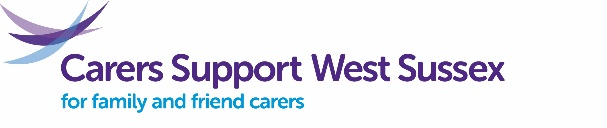 Carers Support West Sussex
for family and friend carers